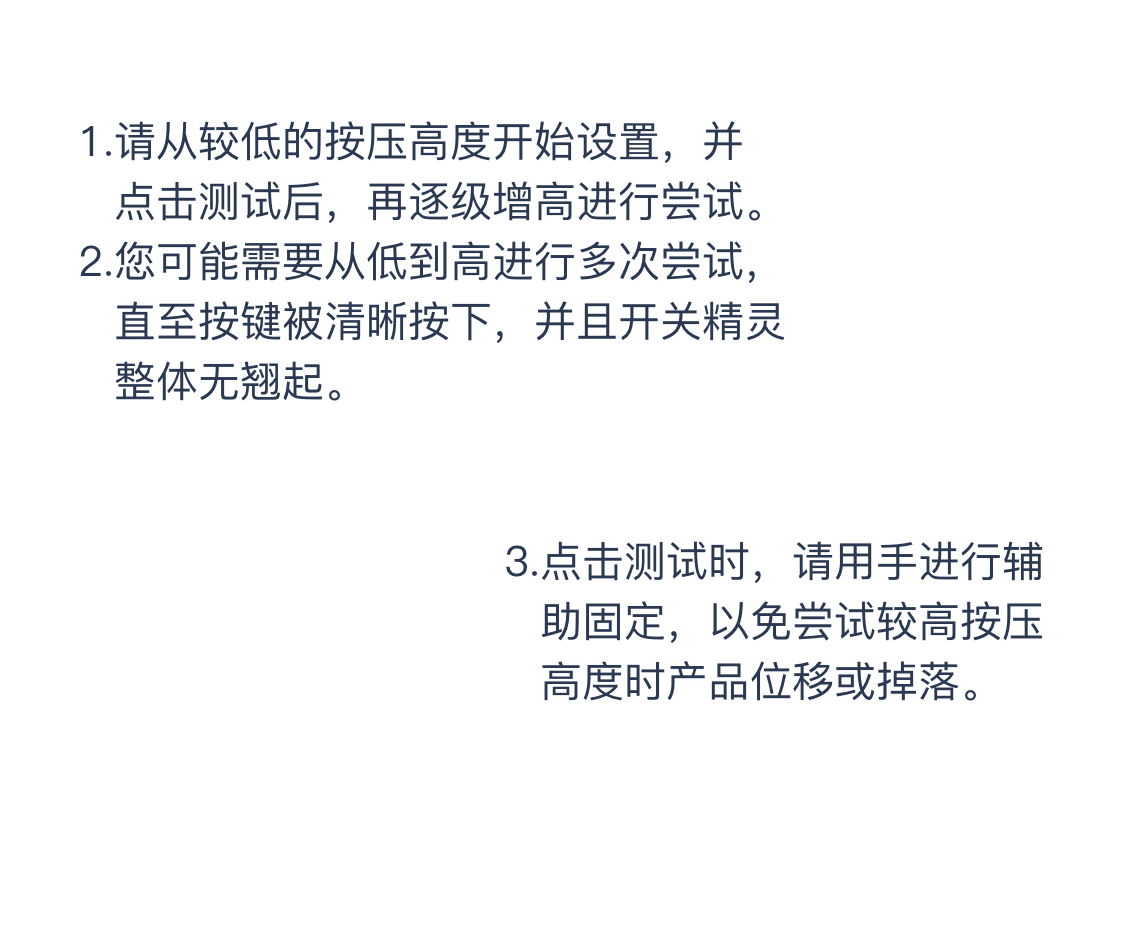 1.请从较低的按压高度开始设置，并
点击测试后，再逐级增高进行尝试。
2.您可能需要从低到高进行多次尝试，
直至按键被清晰按下，并且开关精灵
整体无翘起。
3.点击测试时，请用手进行辅
助固定，以免尝试较高按压
高度时产品位移或掉落。